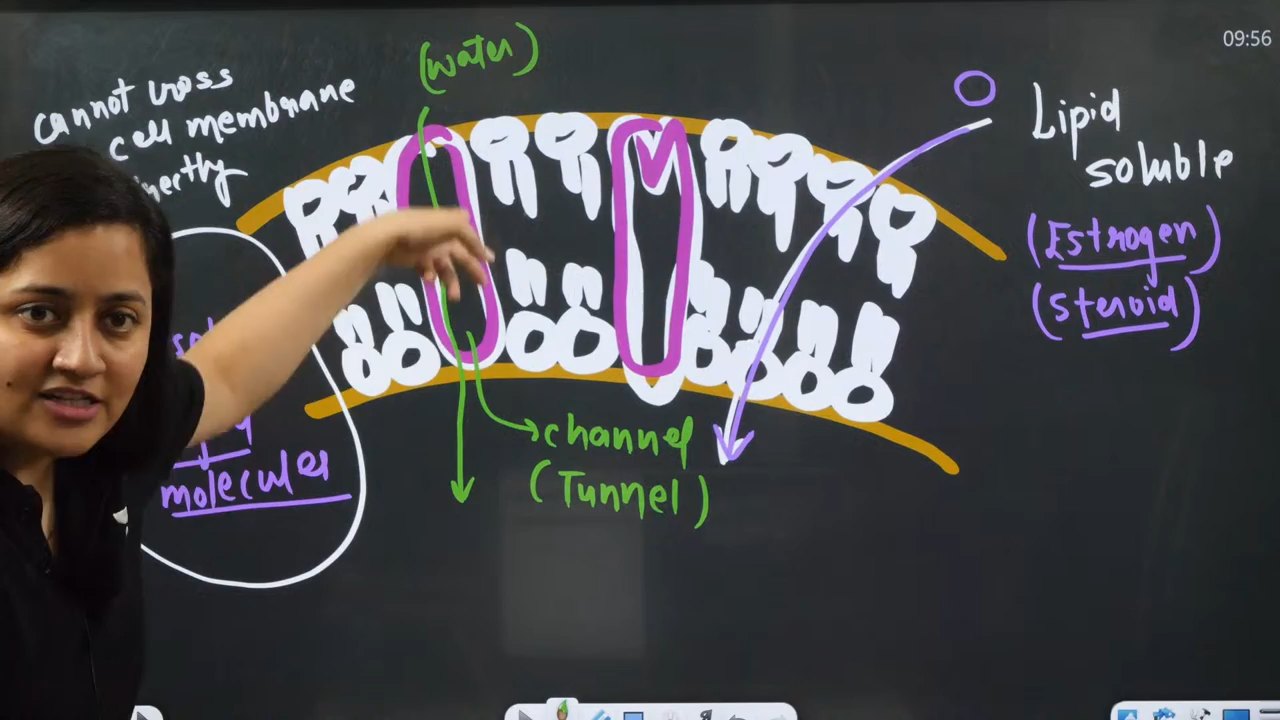 09:56
(water)
cannot cross
cell membrane
Lipid
soluble
(Estrogen)
(Steroid)
molecules
channel
(Tunnel)